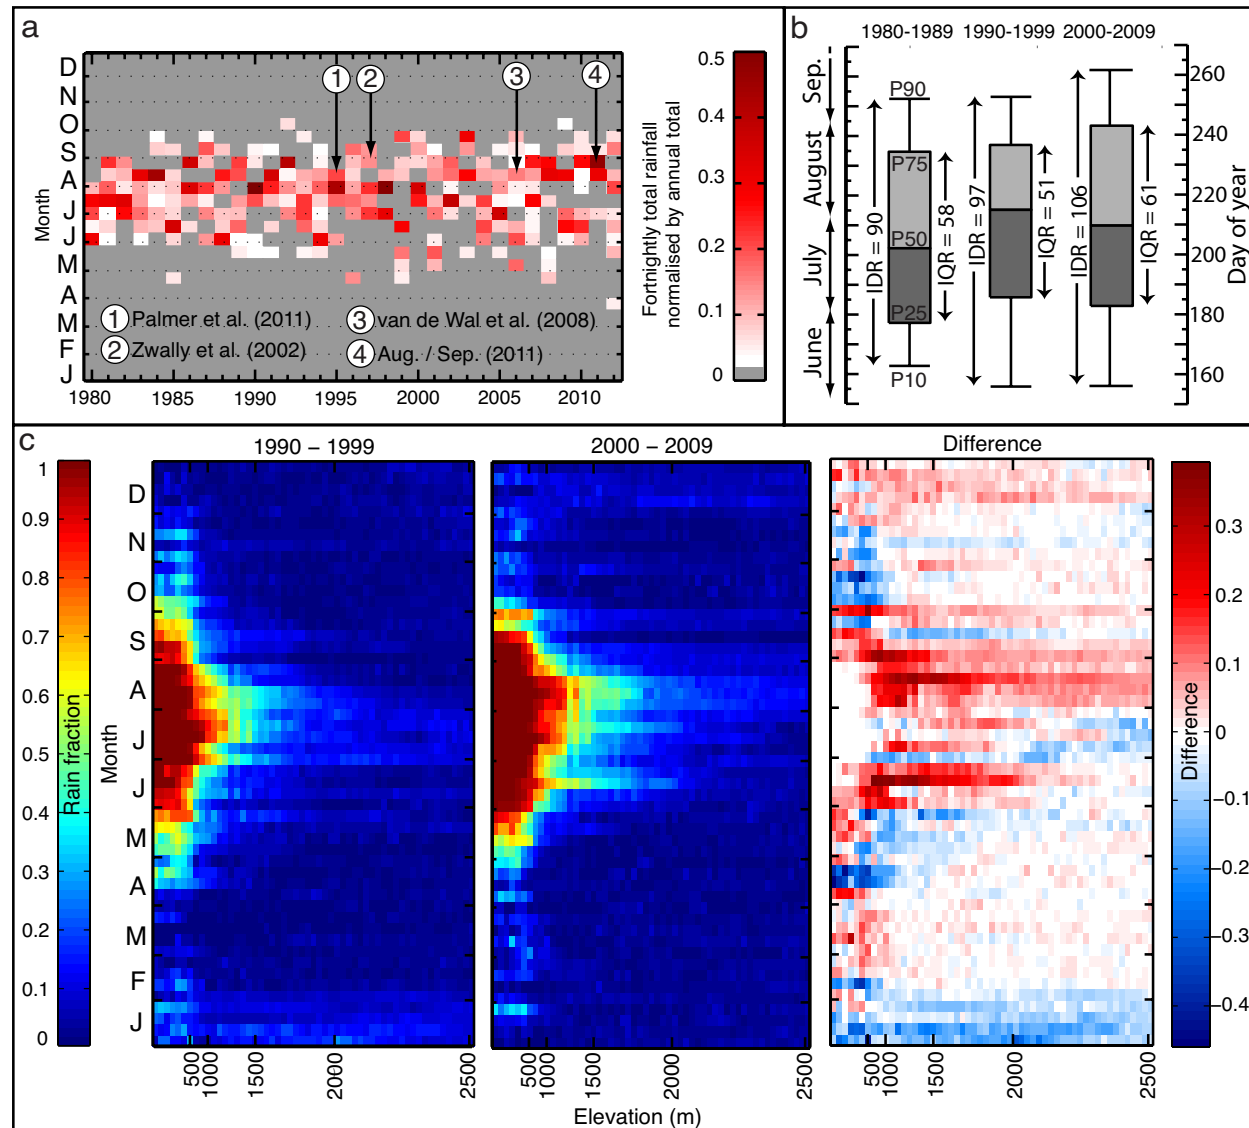 a
D
N
O
S
A
J
J
M
A
M
F
J
Month
1980 1985 1990 1995 2000 2005 2010
1
2
3
4
1 Palmer et al. (2011)
2 Zwally et al. (2002)
3 van de Wal et al. (2008)
4 Aug. / Sep. (2011)
Fortnightly total rainfall
normalised by annual total
0.5
0.4
0.3
0.2
0.1
0
b
1980-1989 1990-1999 2000-2009
Sep.
August
July
June
P90
P75
P50
P25
P10
IDR = 90
IQR = 58
IDR = 97
IQR = 51
IDR = 106
IQR = 61
260
240
220
200
180
160
Day of year
c
1990 − 1999
2000 − 2009
Difference
1
0.9
0.8
0.7
0.6
0.5
0.4
0.3
0.2
0.1
0
Rain fraction
Month
D
N
O
S
A
J
J
M
A
M
F
J
500 1000 1500 2000 2500
500 1000 1500 2000 2500
500 1000 1500 2000 2500
Elevation (m)
Difference
0.3
0.2
0.1
0
−0.1
−0.2
−0.3
−0.4